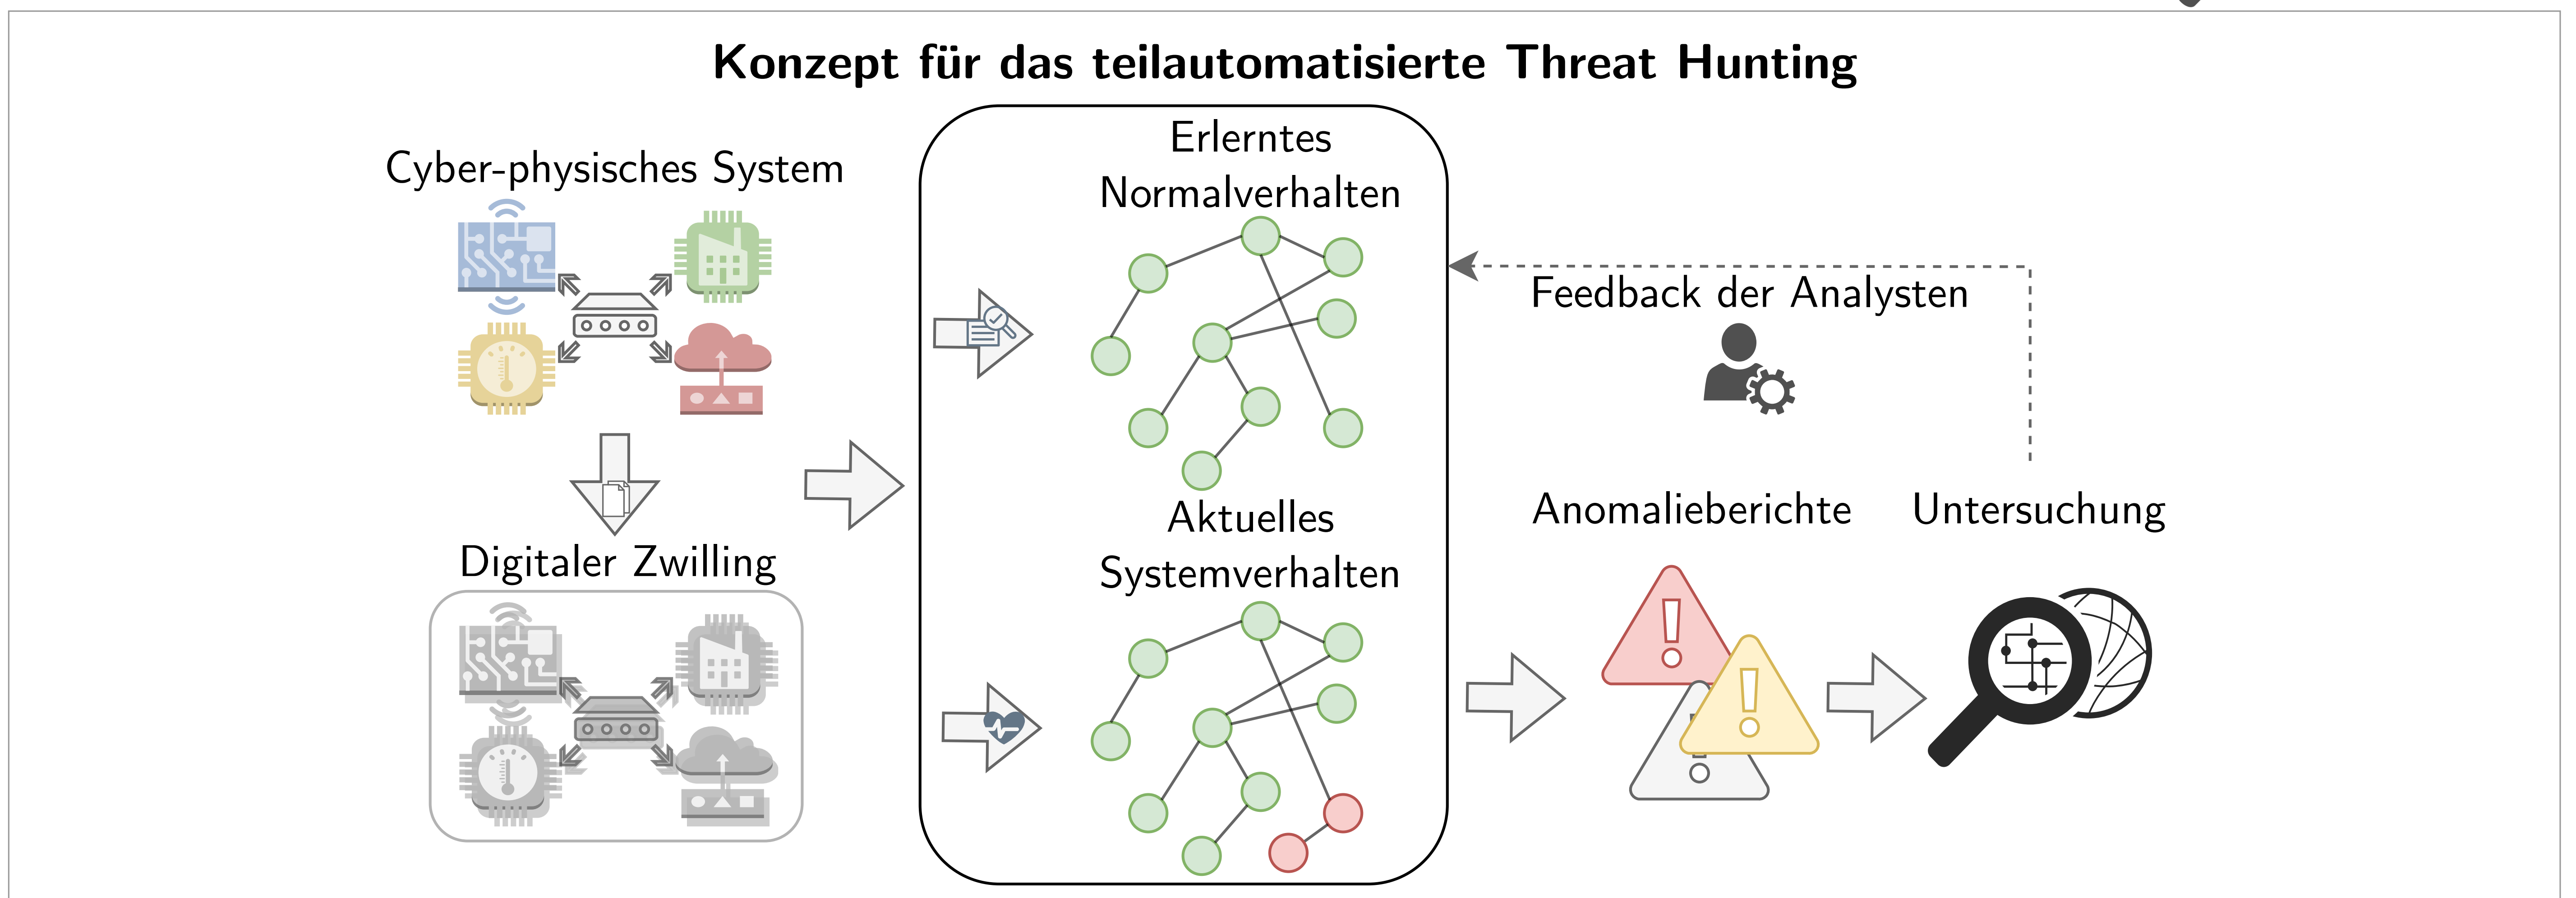 Konzept für das teilautomatisierte Threat Hunting
Cyber-physisches System
Digitaler Zwilling
Erlerntes
Normalverhalten
Aktuelles
Systemverhalten
Feedback der Analysten
Anomalieberichte
Untersuchung